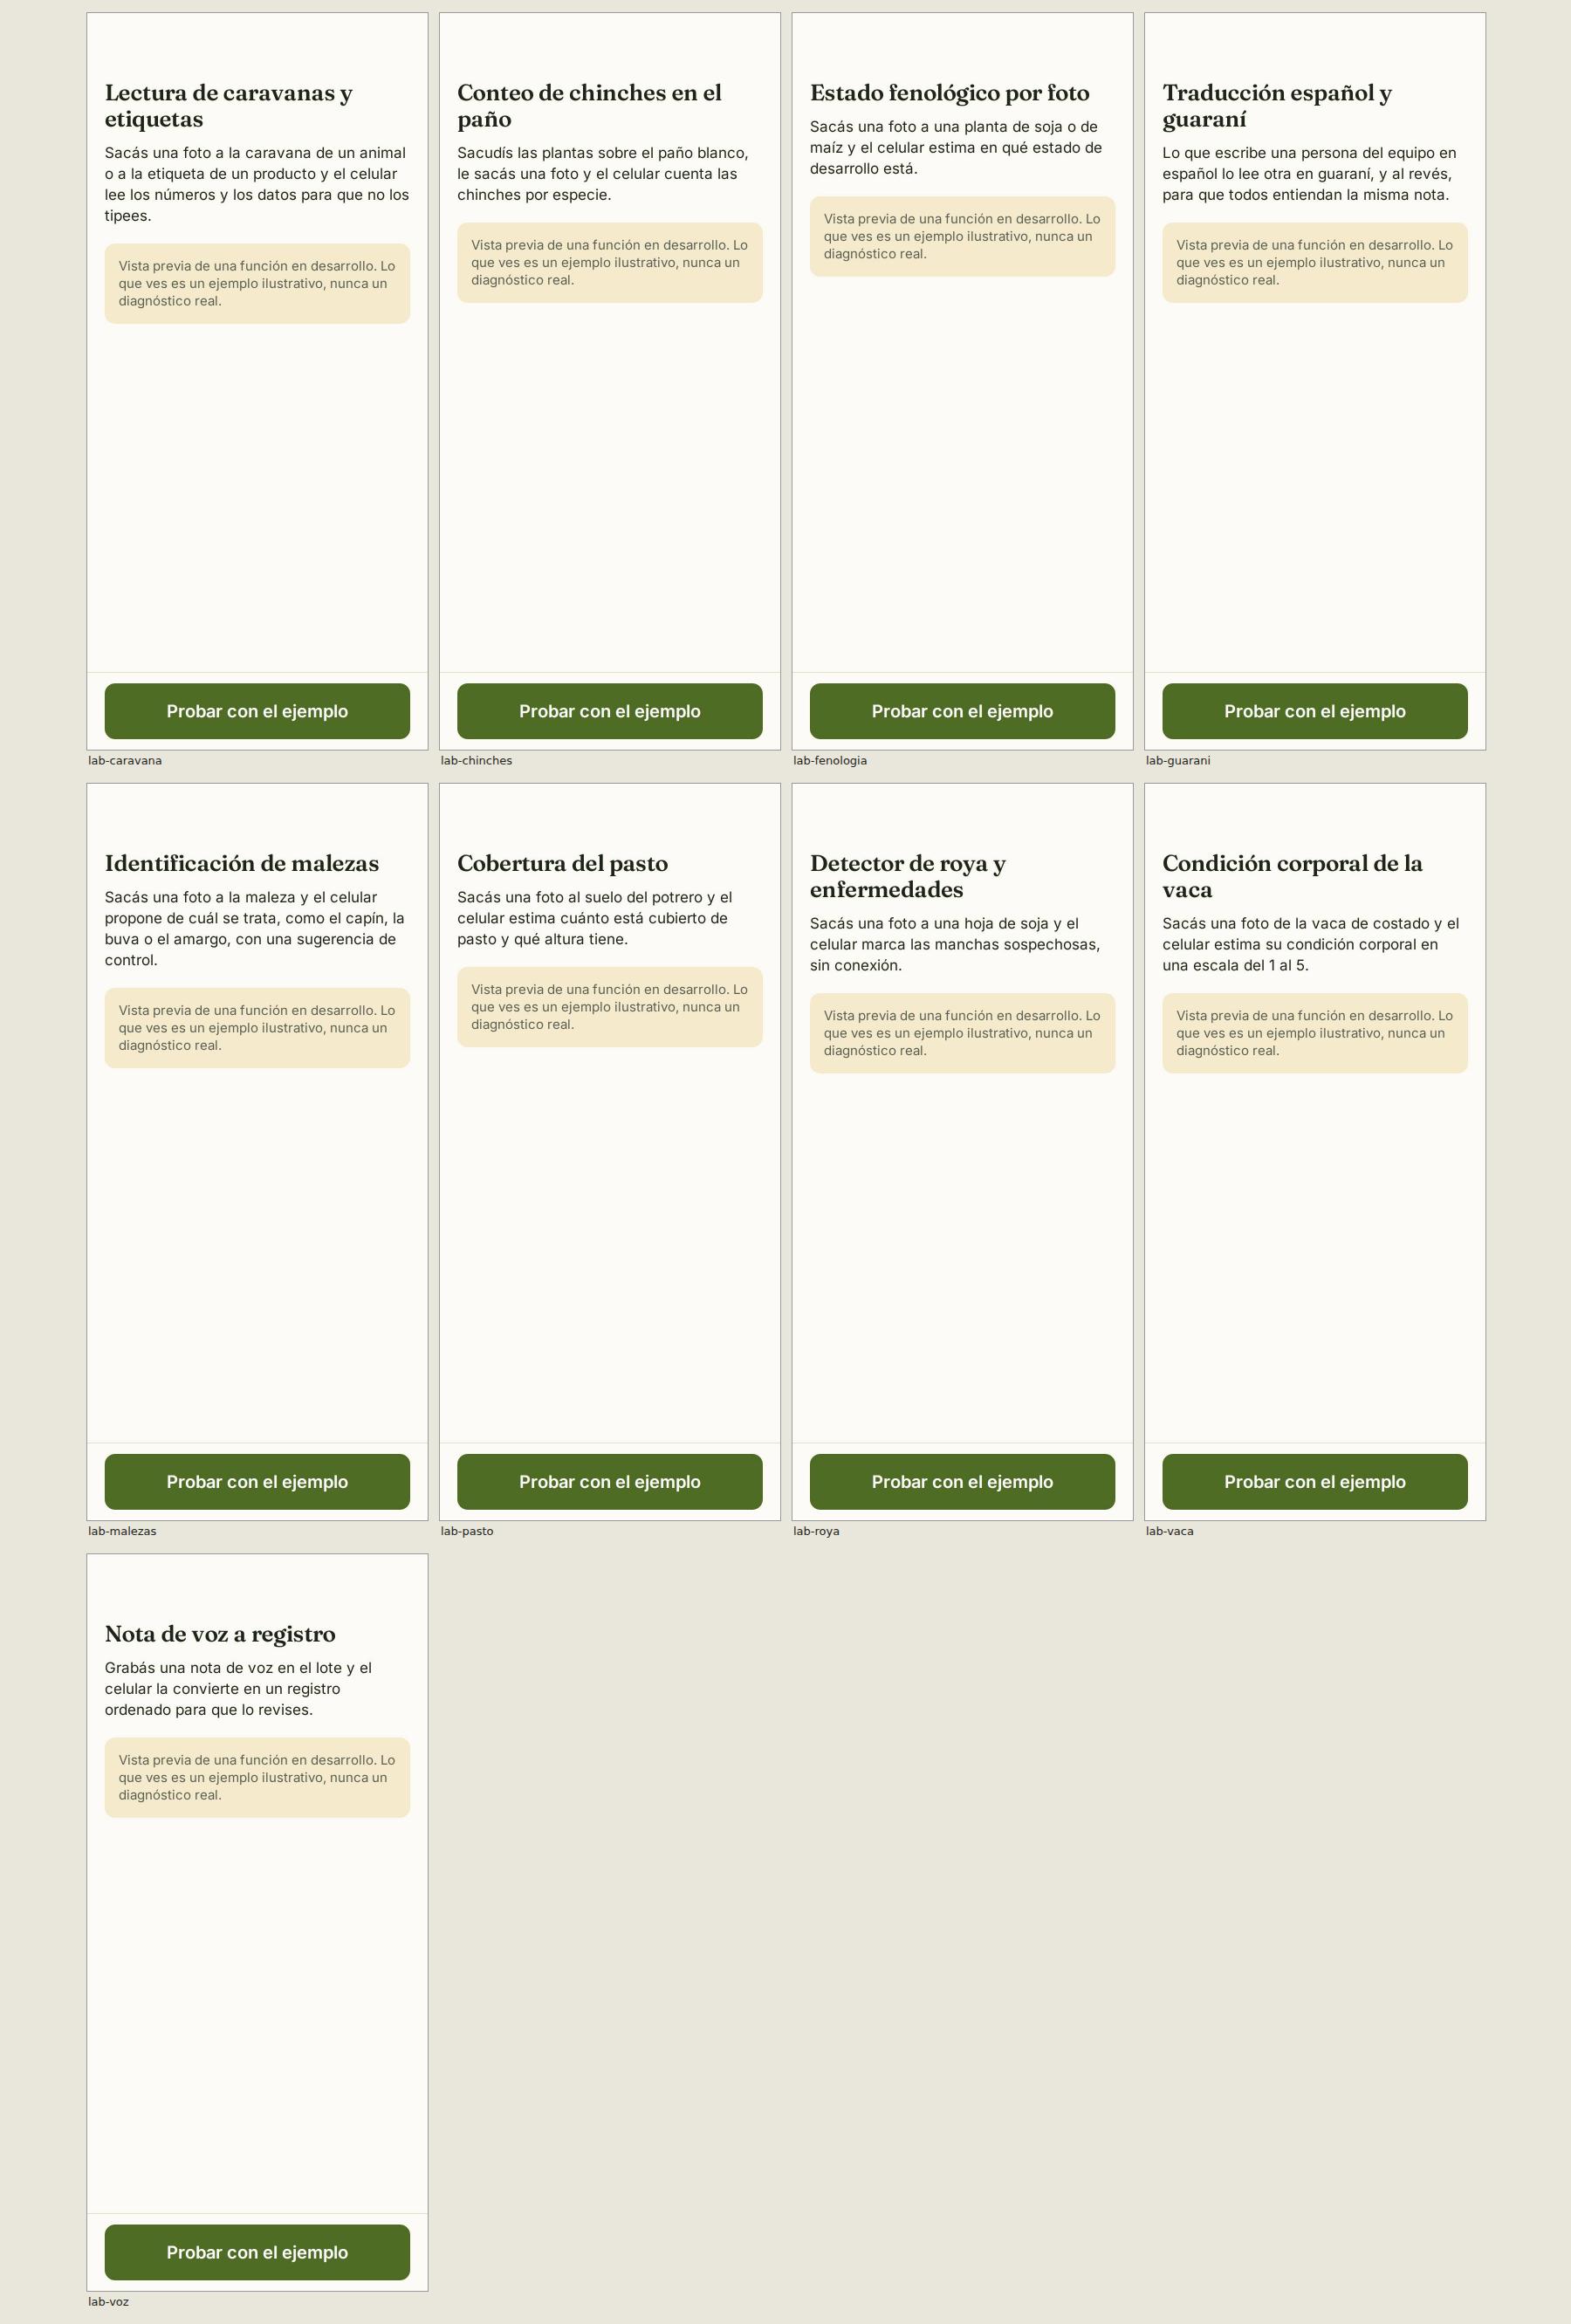 Lectura de caravanas y
etiquetas
Sacás una foto a la caravana de un animal
o a la etiqueta de un producto y el celular
lee los números y los datos para que no los
tipees.
Vista previa de una función en desarrollo. Lo
que ves es un ejemplo ilustrativo, nunca un
diagnóstico real.
Probar con el ejemplo
lab-caravana
Conteo de chinches en el
paño
Sacudís las plantas sobre el paño blanco,
le sacás una foto y el celular cuenta las
chinches por especie.
Vista previa de una función en desarrollo. Lo
que ves es un ejemplo ilustrativo, nunca un
diagnóstico real.
Probar con el ejemplo
lab-chinches
Estado fenológico por foto
Sacás una foto a una planta de soja o de
maíz y el celular estima en qué estado de
desarrollo está.
Vista previa de una función en desarrollo. Lo
que ves es un ejemplo ilustrativo, nunca un
diagnóstico real.
Probar con el ejemplo
lab-fenologia
Traducción español y
guaraní
Lo que escribe una persona del equipo en
español lo lee otra en guaraní, y al revés,
para que todos entiendan la misma nota.
Vista previa de una función en desarrollo. Lo
que ves es un ejemplo ilustrativo, nunca un
diagnóstico real.
Probar con el ejemplo
lab-guarani
Identificación de malezas
Sacás una foto a la maleza y el celular
propone de cuál se trata, como el capín, la
buva o el amargo, con una sugerencia de
control.
Vista previa de una función en desarrollo. Lo
que ves es un ejemplo ilustrativo, nunca un
diagnóstico real.
Probar con el ejemplo
lab-malezas
Cobertura del pasto
Sacás una foto al suelo del potrero y el
celular estima cuánto está cubierto de
pasto y qué altura tiene.
Vista previa de una función en desarrollo. Lo
que ves es un ejemplo ilustrativo, nunca un
diagnóstico real.
Probar con el ejemplo
lab-pasto
Detector de roya y
enfermedades
Sacás una foto a una hoja de soja y el
celular marca las manchas sospechosas,
sin conexión.
Vista previa de una función en desarrollo. Lo
que ves es un ejemplo ilustrativo, nunca un
diagnóstico real.
Probar con el ejemplo
lab-roya
Condición corporal de la
vaca
Sacás una foto de la vaca de costado y el
celular estima su condición corporal en
una escala del 1 al 5.
Vista previa de una función en desarrollo. Lo
que ves es un ejemplo ilustrativo, nunca un
diagnóstico real.
Probar con el ejemplo
lab-vaca
Nota de voz a registro
Grabás una nota de voz en el lote y el
celular la convierte en un registro
ordenado para que lo revises.
Vista previa de una función en desarrollo. Lo
que ves es un ejemplo ilustrativo, nunca un
diagnóstico real.
Probar con el ejemplo
lab-voz